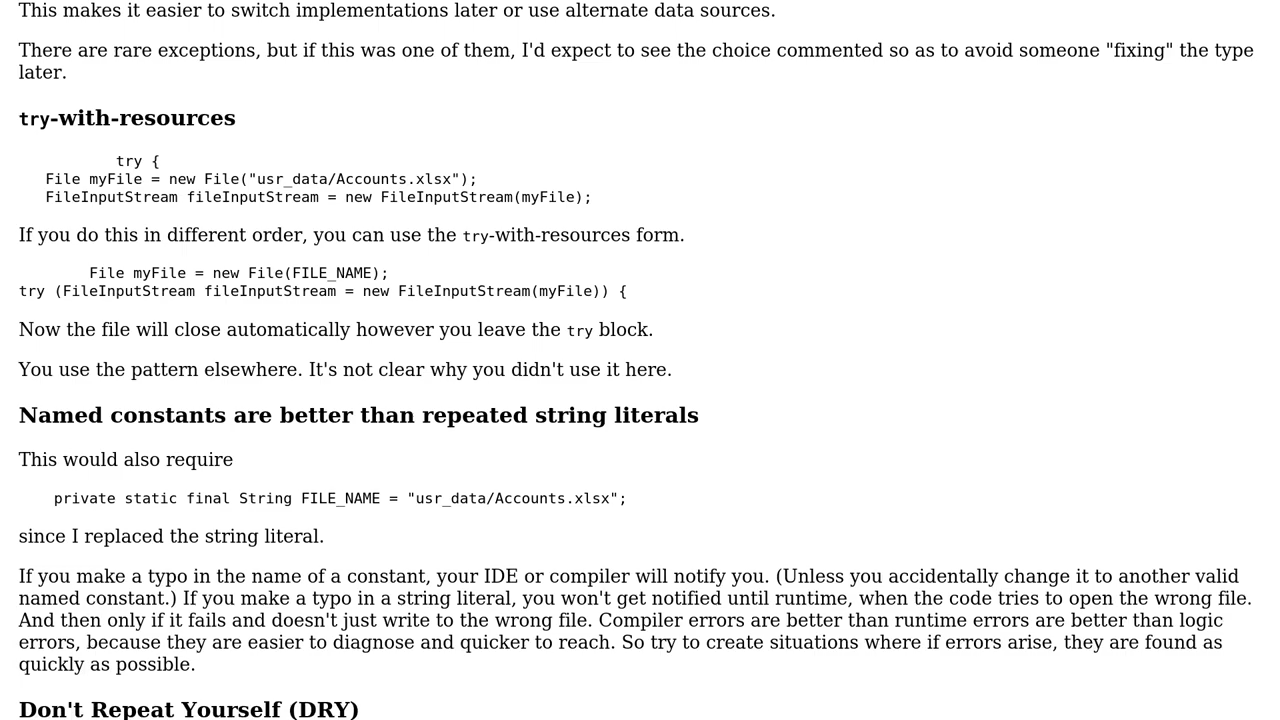 This makes it easier to switch implementations later or use alternate data sources.
There are rare exceptions, but if this was one of them, I'd expect to see the choice commented so as to avoid someone "fixing" the type
later.
try-with-resources
try {
File myFile = new File("usr_data/Accounts.xlsx");
FileInputStream fileInputStream = new FileInputStream(myFile);
If you do this in different order, you can use the try-with-resources form.
File myFile = new File(FILE_NAME);
try (FileInputStream fileInputStream = new FileInputStream(myFile)) {
Now the file will close automatically however you leave the try block.
You use the pattern elsewhere. It's not clear why you didn't use it here.
Named constants are better than repeated string literals
This would also require
private static final String FILE_NAME = "usr_data/Accounts.xlsx";
since I replaced the string literal.
If you make a typo in the name of a constant, your IDE or compiler will notify you. (Unless you accidentally change it to another valid
named constant.) If you make a typo in a string literal, you won't get notified until runtime, when the code tries to open the wrong file.
And then only if it fails and doesn't just write to the wrong file. Compiler errors are better than runtime errors are better than logic
errors, because they are easier to diagnose and quicker to reach. So try to create situations where if errors arise, they are found as
quickly as possible.
Don't Repeat Yourself (DRY)